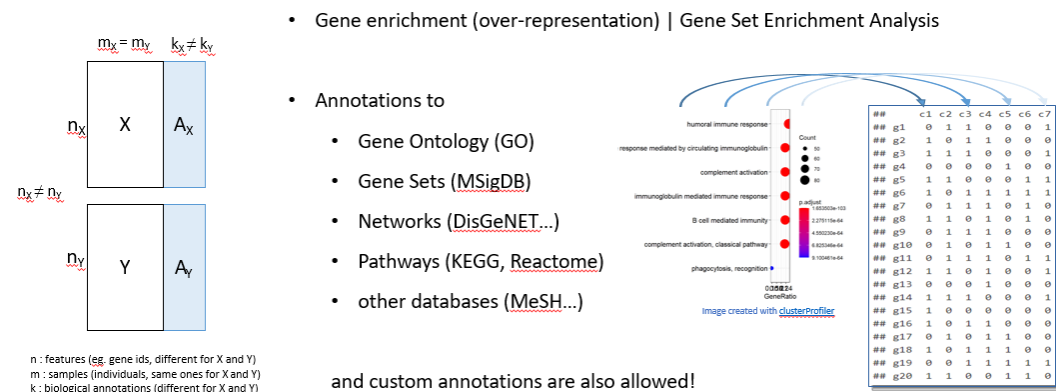 • Gene enrichment (over-representation) | Gene Set Enrichment Analysis
mX = mY kX ≠ kY
nX X AX
nX ≠ nY
nY Y AY
n : features (eg. gene ids, different for X and Y)
m : samples (individuals, same ones for X and Y)
k : biological annotations (different for X and Y)
• Annotations to
• Gene Ontology (GO)
• Gene Sets (MSigDB)
• Networks (DisGeNET...)
• Pathways (KEGG, Reactome)
• other databases (MeSH...)
and custom annotations are also allowed!
humoral immune response
response mediated by circulating immunoglobulin
complement activation
immunoglobulin mediated immune response
B cell mediated immunity
complement activation, classical pathway
phagocytosis, recognition
GeneRatio
Count
50
60
70
80
p.adjust
Image created with clusterProfiler
## c1 c2 c3 c4 c5 c6 c7
## g1 0 1 1 0 0 0 1
## g2 1 0 1 1 0 0 0
## g3 1 1 1 0 0 0 1
## g4 0 0 0 0 1 0 0
## g5 1 1 0 0 1 1
## g6 1 0 1 1 1 1 1
## g7 0 1 1 1 0 1 0
## g8 1 1 0 1 0 1 0
## g9 0 1 1 1 0 0 0
## g10 0 1 0 1 1 0 0
## g11 0 1 1 1 0 1 1
## g12 1 1 0 1 0 0 1
## g13 0 0 0 1 0 0 0
## g14 1 1 1 0 0 0 1
## g15 0 0 0 0 0 0 0
## g16 1 0 1 1 0 0 0
## g17 0 1 0 1 1 0 0
## g18 1 0 1 1 1 0 0
## g19 0 0 1 1 1 1 1
## g20 1 1 0 0 1 1 0